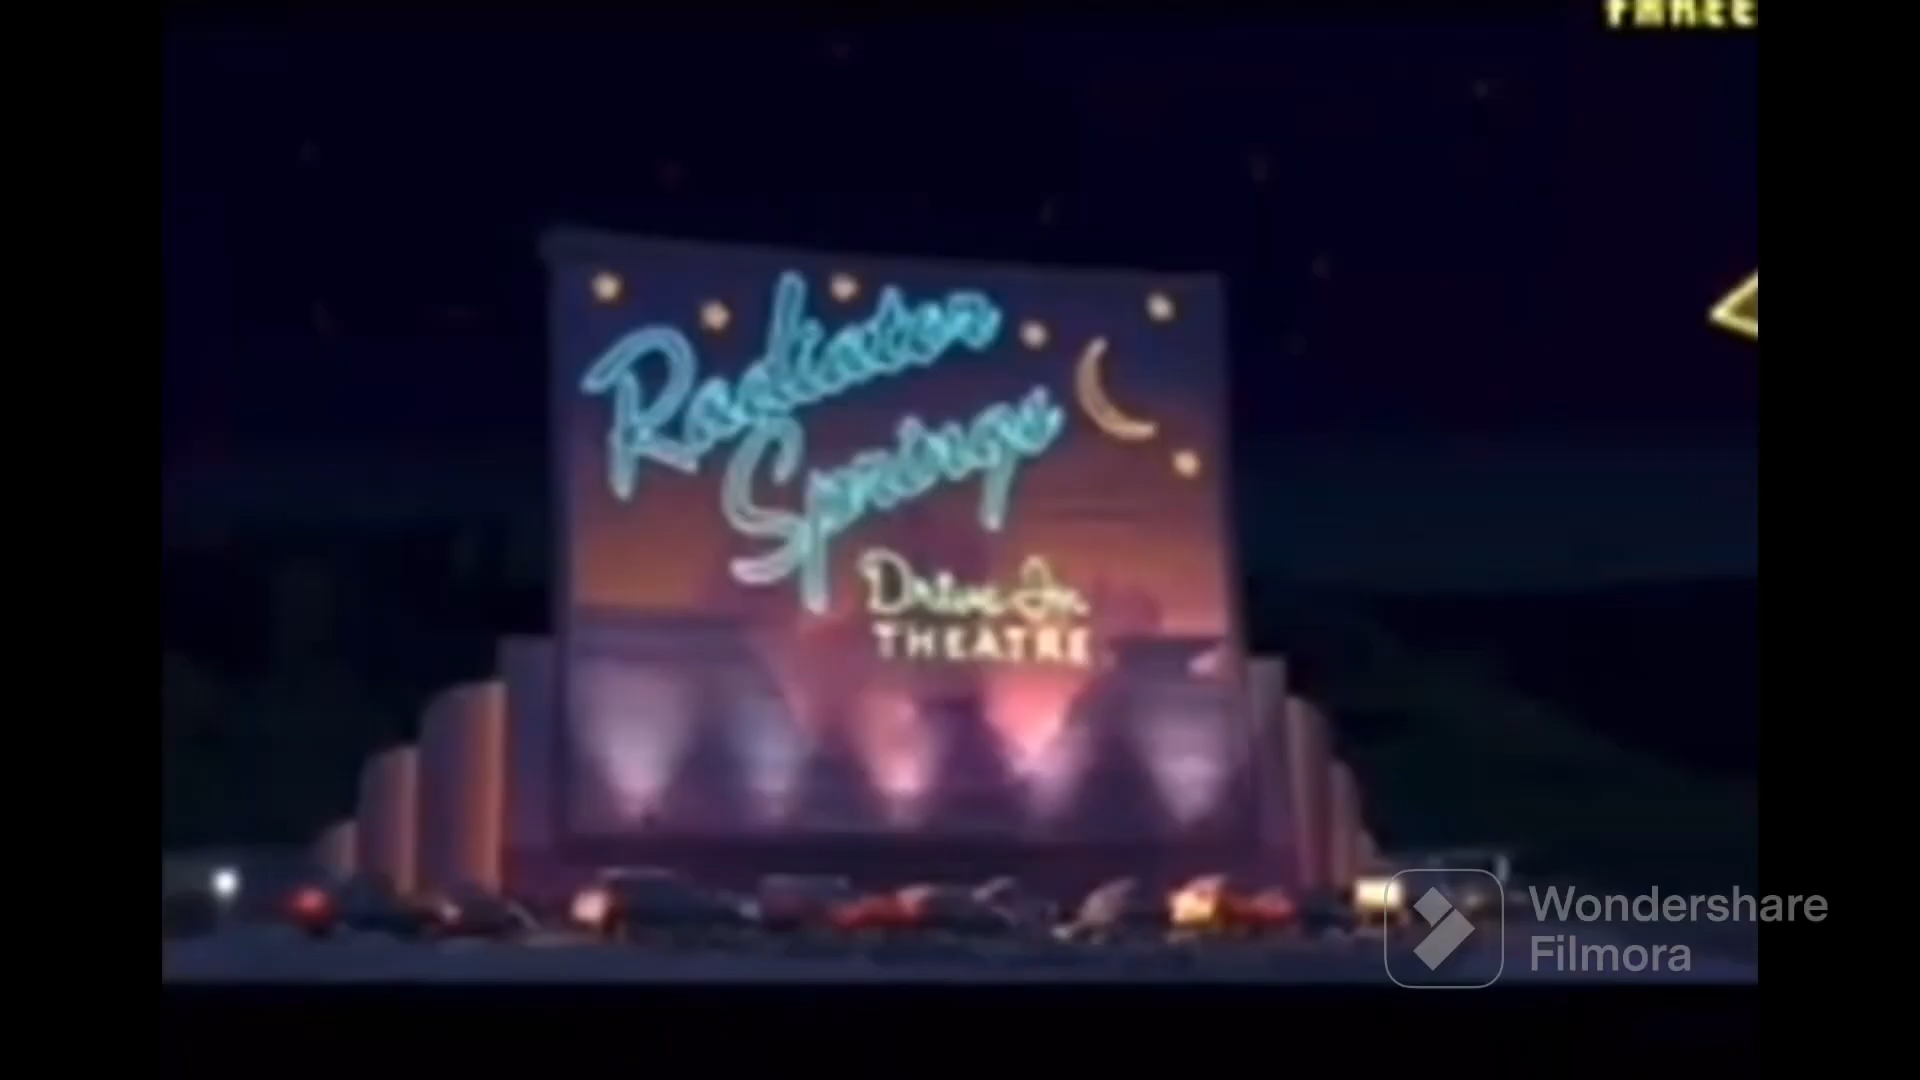 Radiator
Springs
Drive In
THEATRE
Wondershare
Filmora